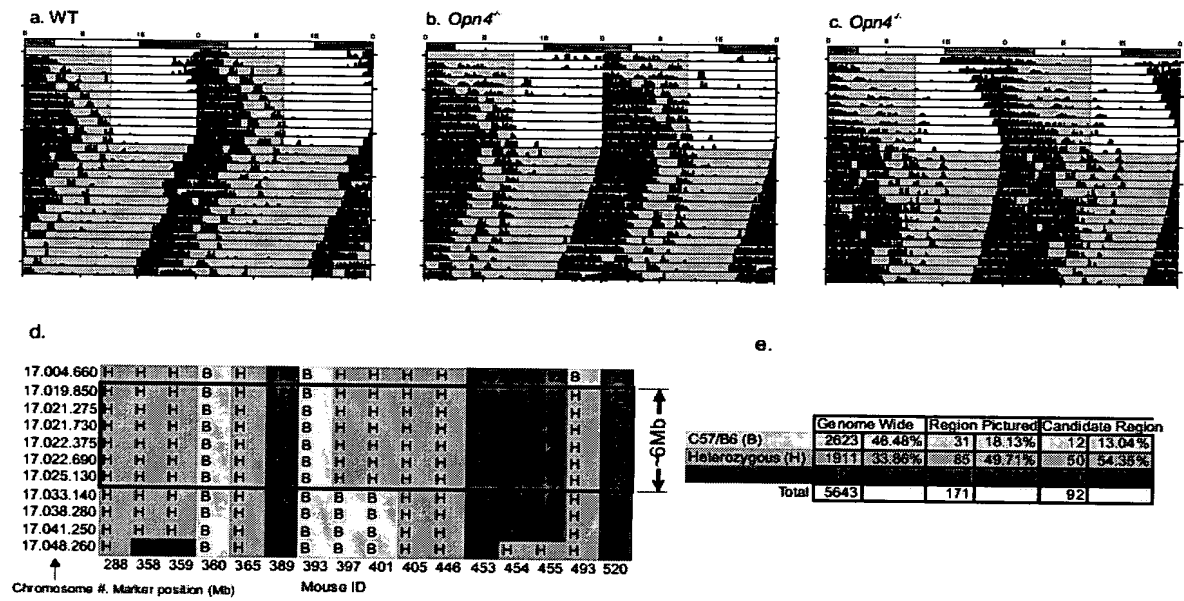 a. WT
b. Opn4-/-
c. Opn4-/-
d.
17.004.660 H H H B H B H H H H B
17.019.850 H H H B H B H H H H H
17.021.275 H H H B H B H H H H H
17.021.730 H H H B H B H H H H H
17.022.375 H H H B H B H H H H H
17.022.690 H H H B H B H H H H H
17.025.130 H H H B H B H H H H H
17.033.140 H H H B H B B B H H H
17.038.280 H H H B H B B B H H H
17.041.250 H H H B H B B B H H H
17.048.260 H B H B B B H H H H H
288 358 359 360 365 389 393 397 401 405 446 453 454 455 493 520
Chromosome #. Marker position (Mb)
Mouse ID
~6Mb
e.
Genome Wide Region Pictured Candidate Region
C57/B6 (B) 2623 46.48% 31 18.13% 12 13.04%
Heterozygous (H) 1911 33.86% 85 49.71% 50 54.35%
Total 5643 171 92